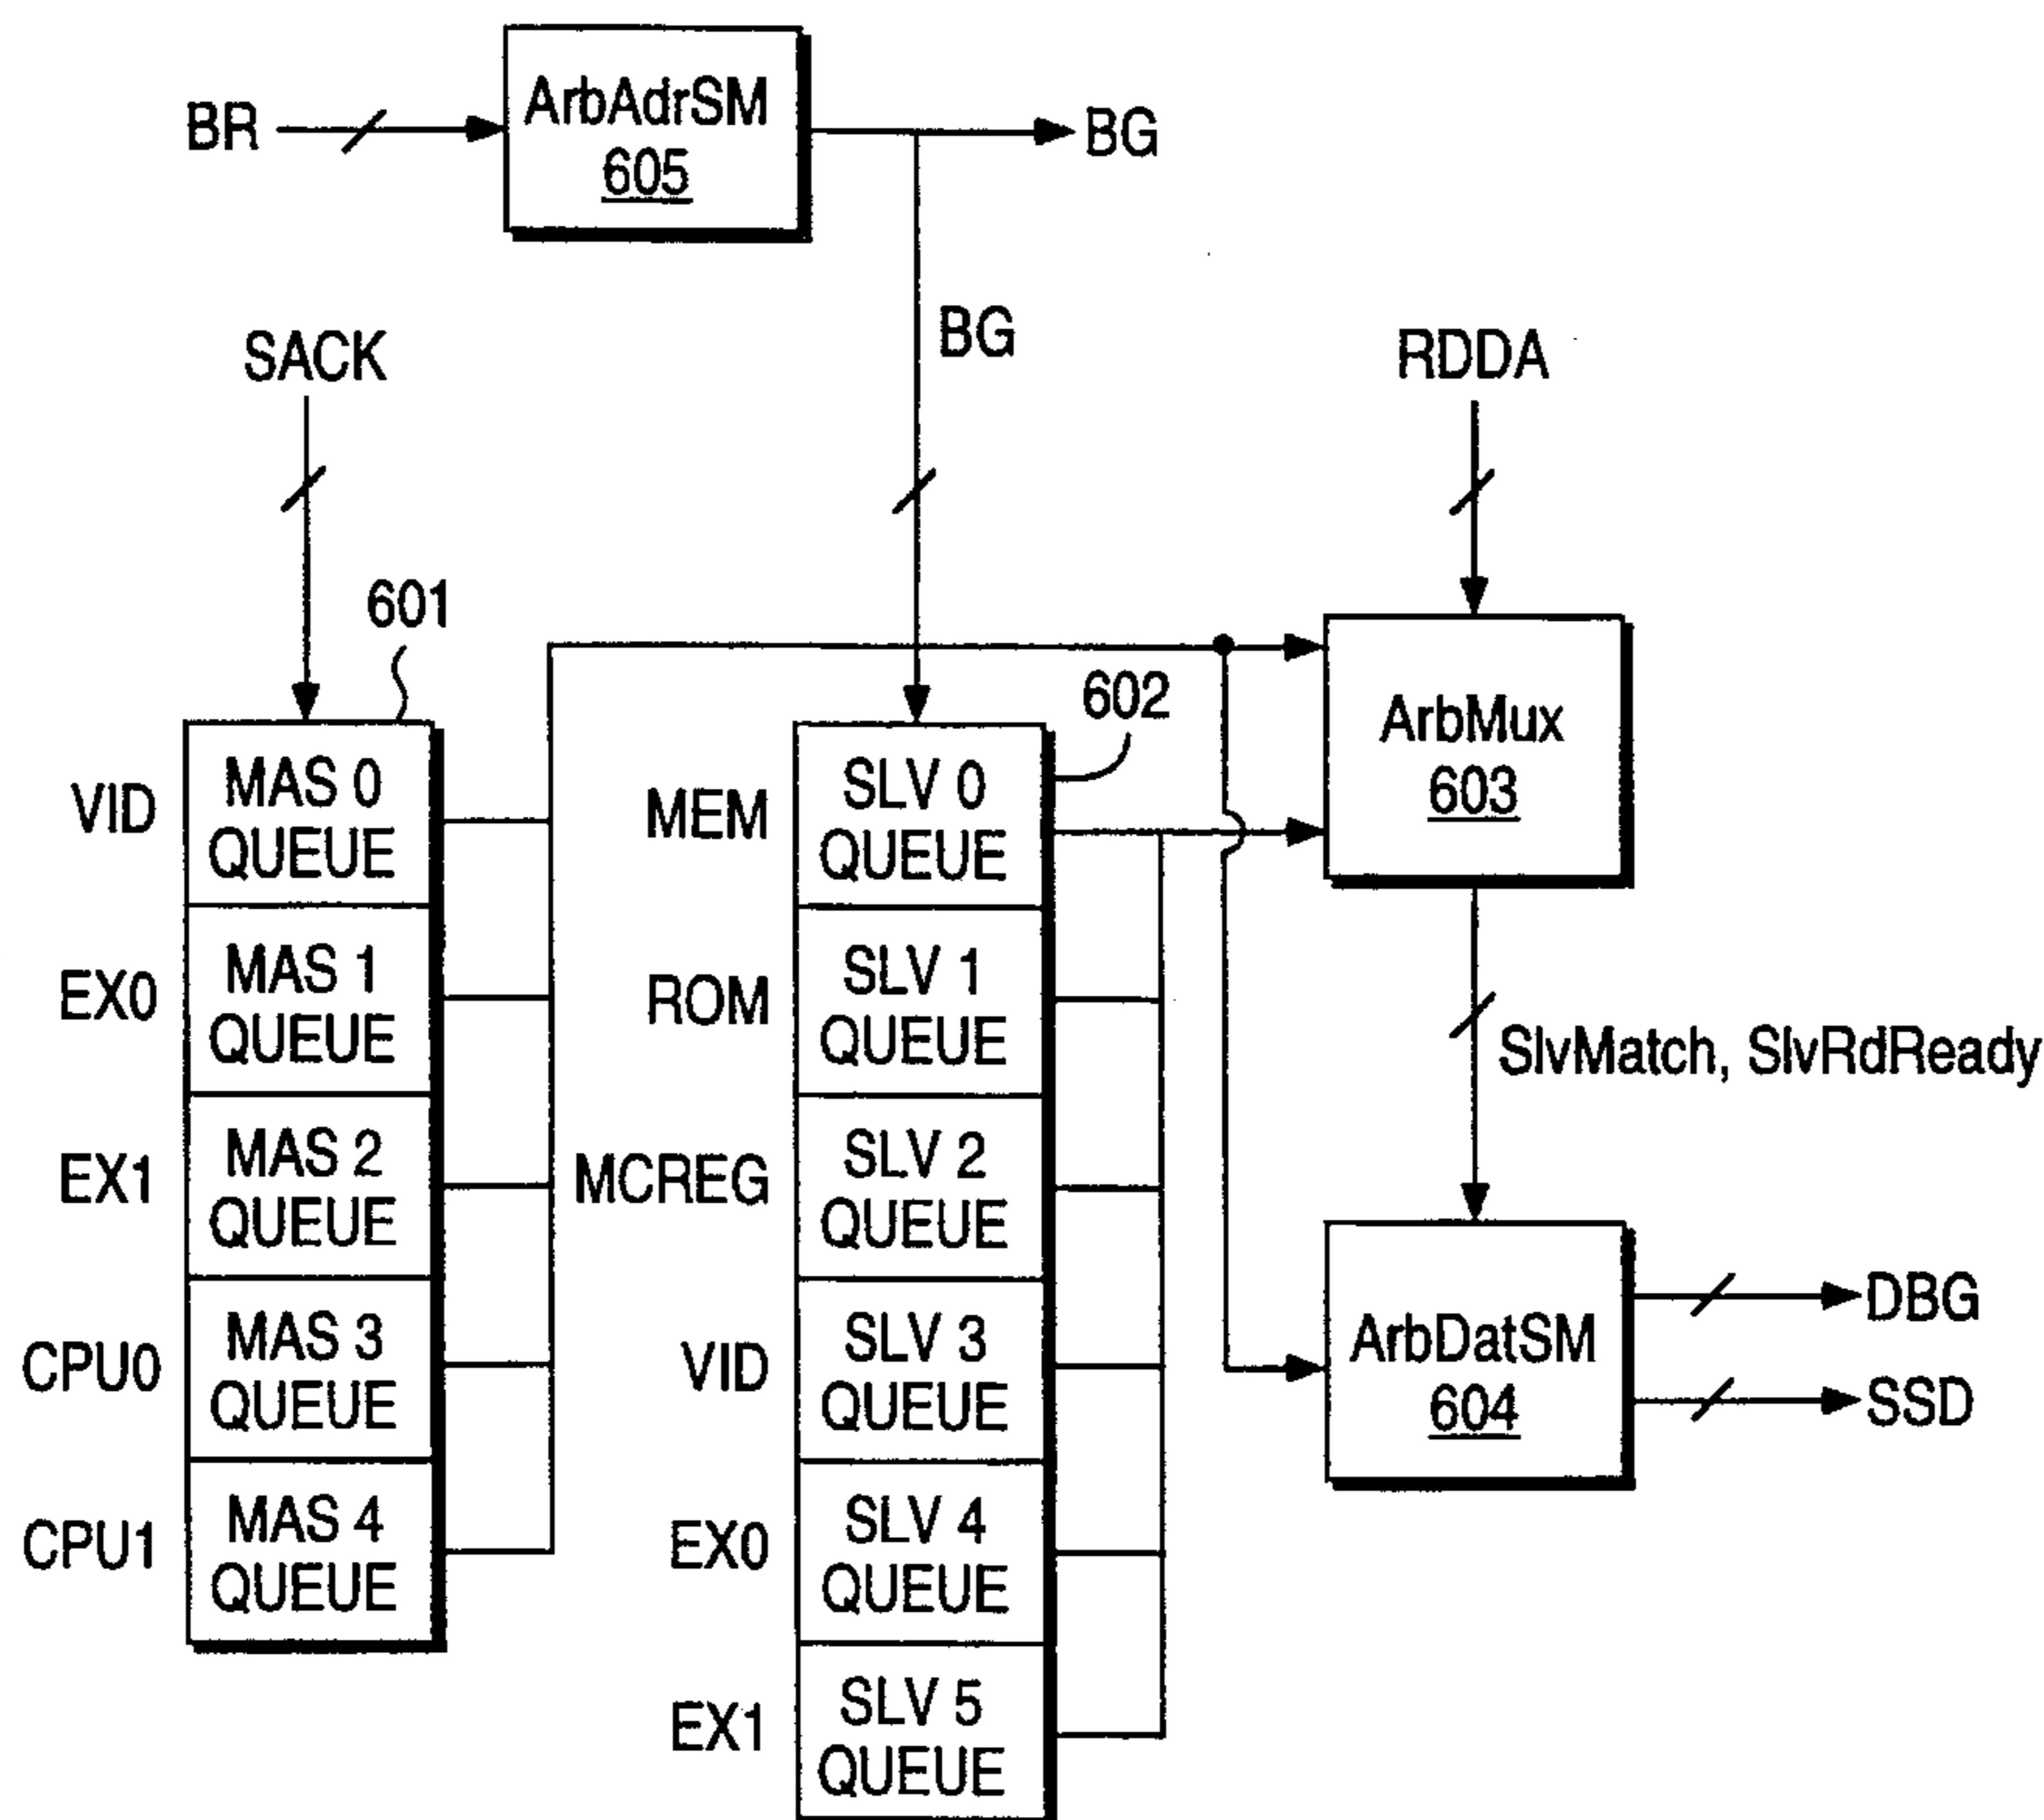 BR
ArbAdrSM
605
BG
BG
SACK
RDDA
601
602
VID
MAS 0
QUEUE
EX0
MAS 1
QUEUE
EX1
MAS 2
QUEUE
CPU0
MAS 3
QUEUE
CPU1
MAS 4
QUEUE
MEM
SLV 0
QUEUE
ROM
SLV 1
QUEUE
MCREG
SLV 2
QUEUE
VID
SLV 3
QUEUE
EX0
SLV 4
QUEUE
EX1
SLV 5
QUEUE
ArbMux
603
SlvMatch, SlvRdReady
ArbDatSM
604
DBG
SSD